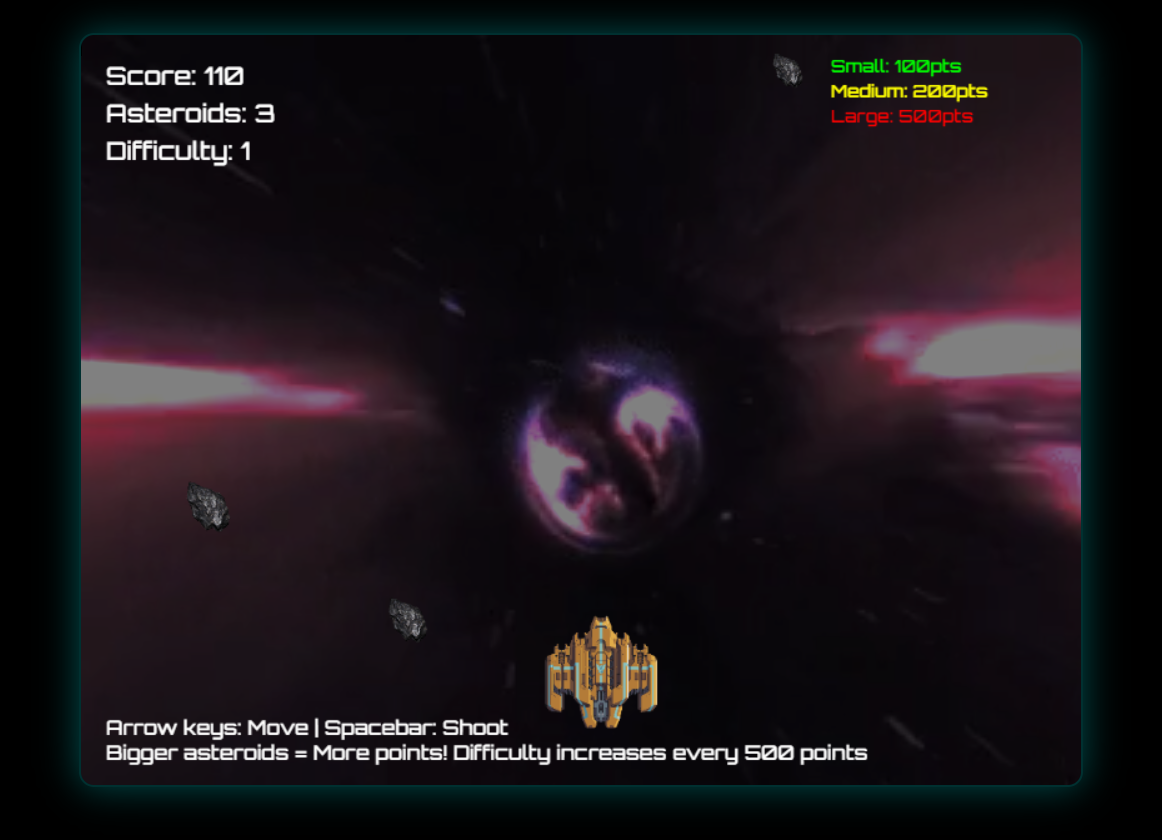 Score: 110
Asteroids: 3
Difficulty: 1
Small: 100pts
Medium: 200pts
Large: 500pts
Arrow keys: Move | Spacebar: Shoot
Bigger asteroids = More points! Difficulty increases every 500 points